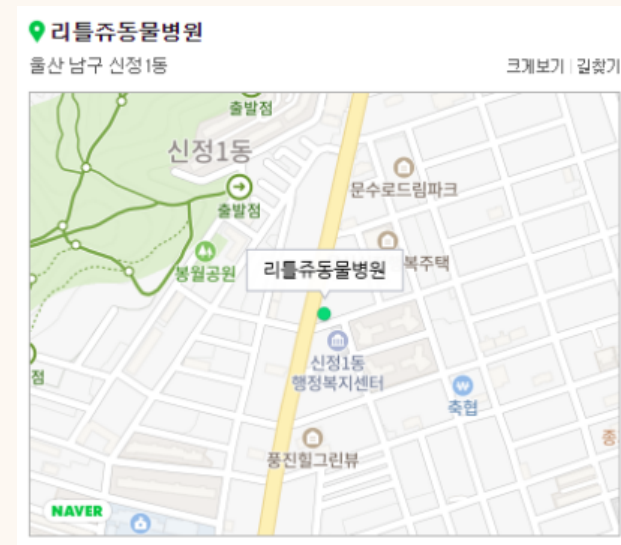 리틀쥬동물병원
울산 남구 신정1동
크게보기 길찾기
출발점
신정1동
문수로드림파크
출발점
봉월공원
리틀쥬동물병원
복주택
신정1동
행정복지센터
점
축협
종
풍진힐그린뷰
NAVER